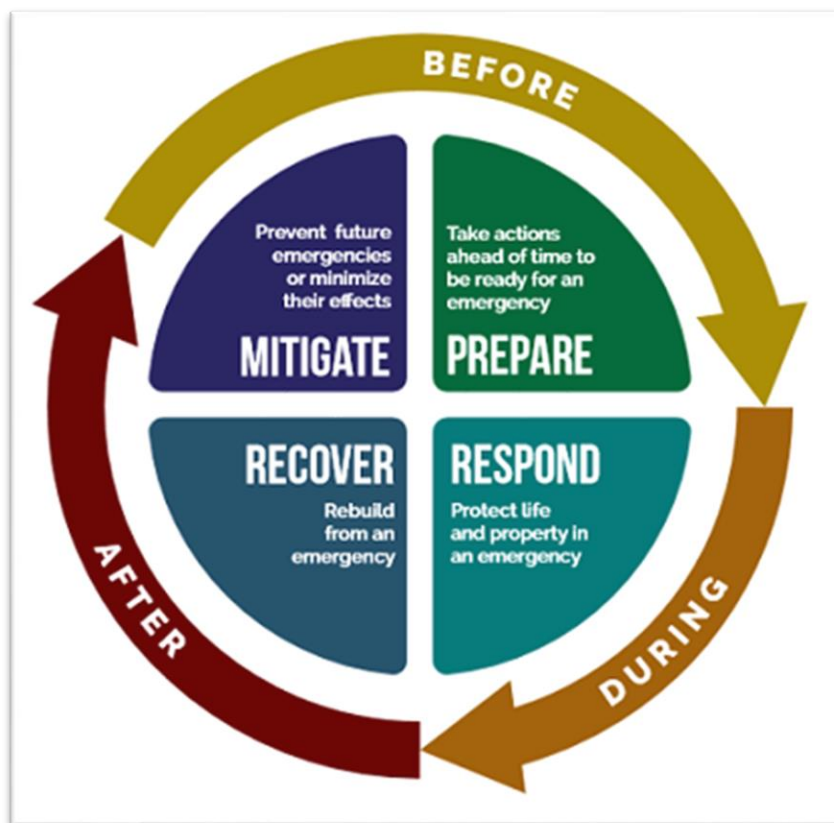 BEFORE
Prevent future
emergencies
or minimize
their effects
MITIGATE
Take actions
ahead of time to
be ready for an
emergency
PREPARE
RECOVER
Rebuild
from an
emergency
RESPOND
Protect life
and property in
an emergency
AFTER
DURING